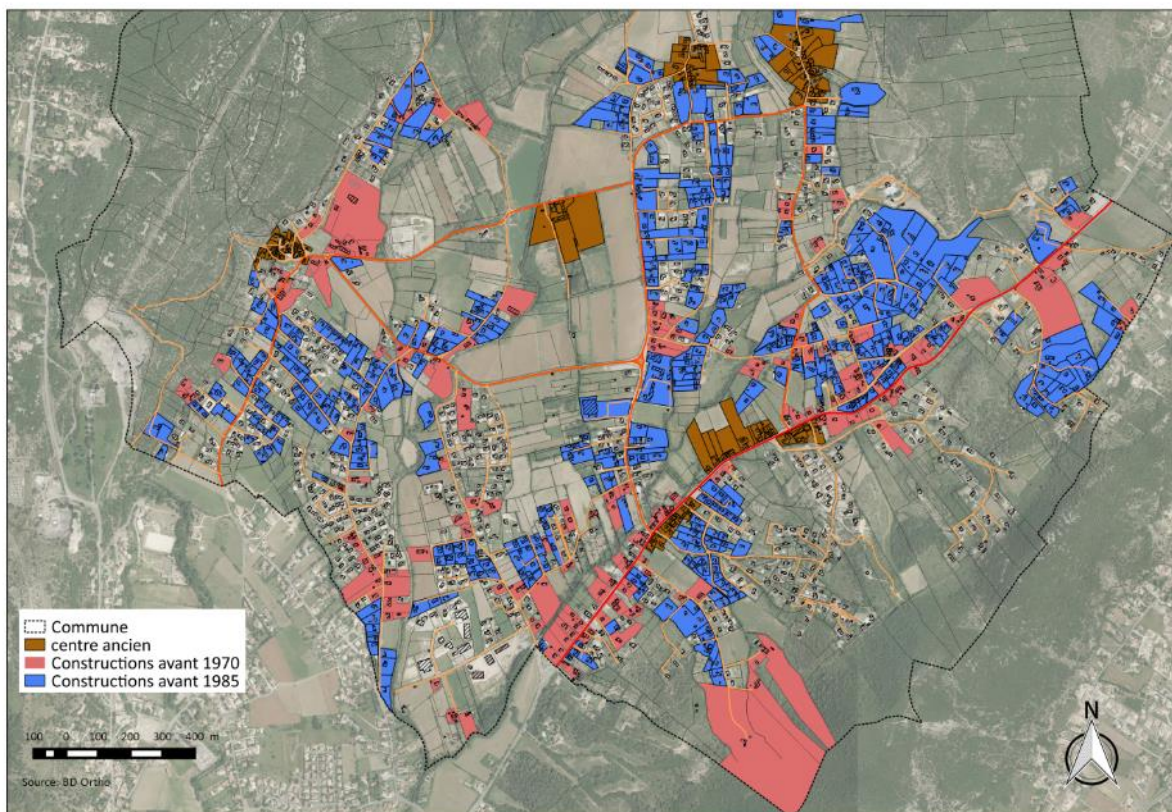 Commune
centre ancien
Constructions avant 1970
Constructions avant 1985
100 0 100 200 300 400 m
Source: BD Ortho
N